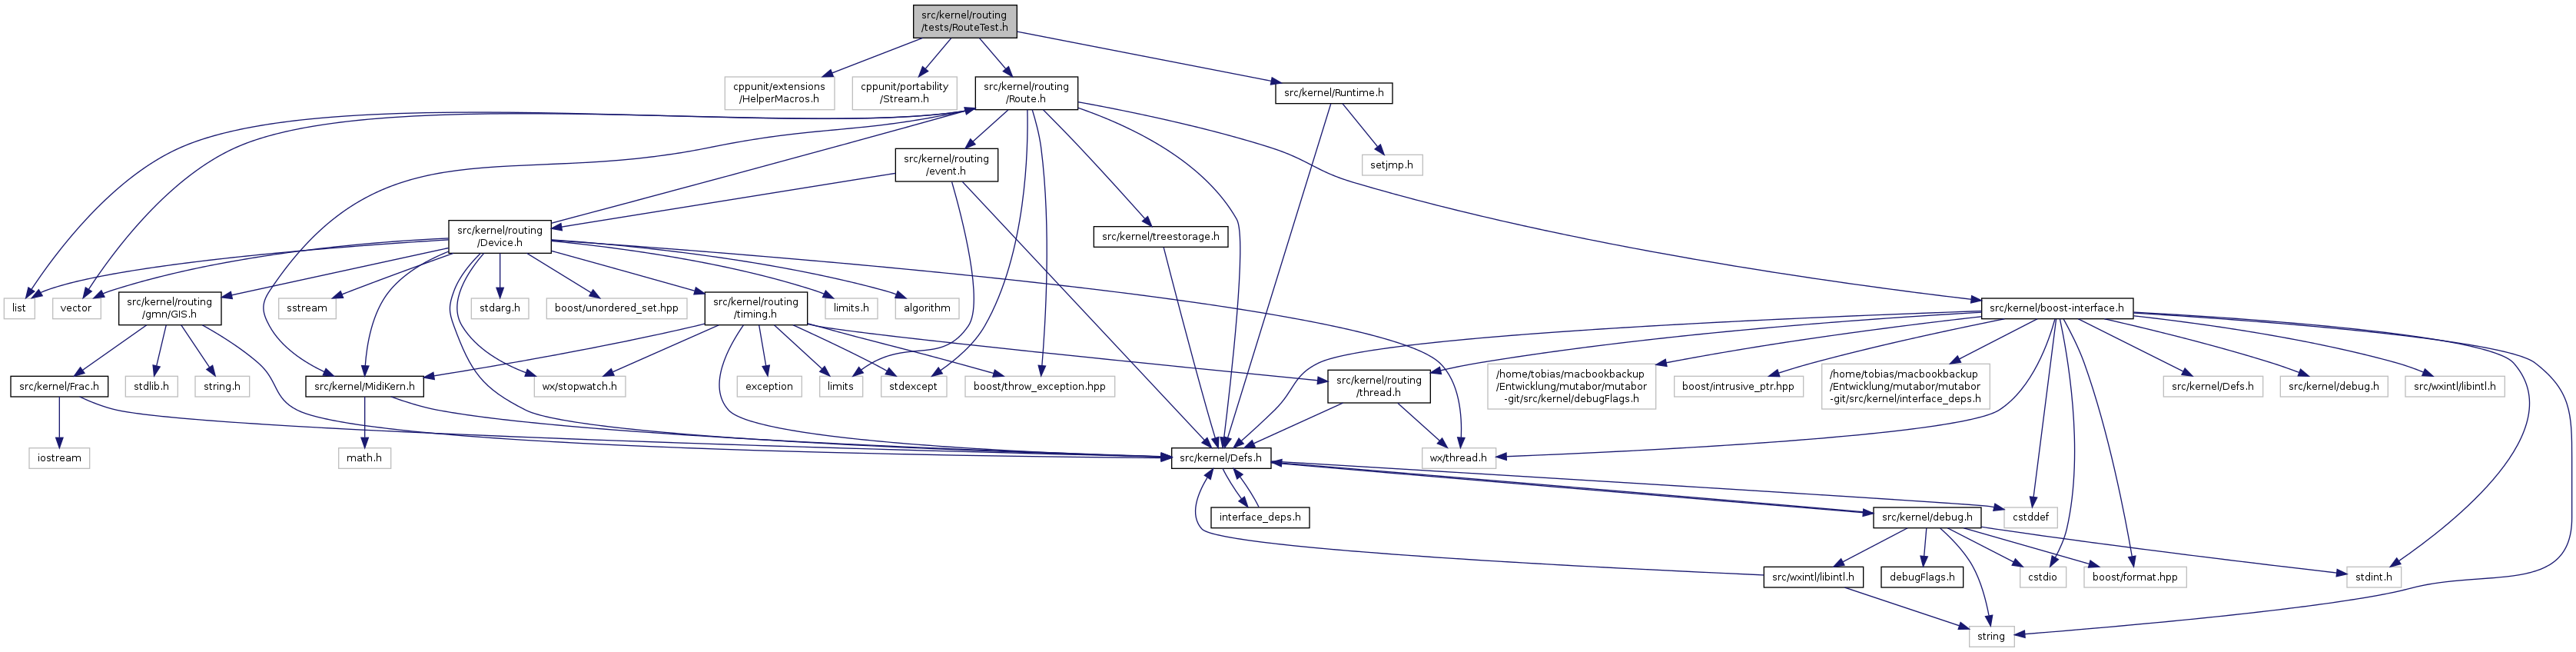 src/kernel/routing
/tests/RouteTest.h
cppunit/extensions
/HelperMacros.h
cppunit/portability
/Stream.h
src/kernel/routing
/Route.h
src/kernel/Runtime.h
src/kernel/routing
/event.h
setjmp.h
src/kernel/routing
/Device.h
src/kernel/treestorage.h
list
vector
src/kernel/routing
/gmn/GIS.h
sstream
stdarg.h
boost/unordered_set.hpp
src/kernel/routing
/timing.h
limits.h
algorithm
src/kernel/boost-interface.h
src/kernel/Frac.h
stdlib.h
string.h
src/kernel/MidiKern.h
wx/stopwatch.h
exception
limits
stdexcept
boost/throw_exception.hpp
src/kernel/routing
/thread.h
/home/tobias/macbookbackup
/Entwicklung/mutabor/mutabor
-git/src/kernel/debugFlags.h
boost/intrusive_ptr.hpp
/home/tobias/macbookbackup
/Entwicklung/mutabor/mutabor
-git/src/kernel/interface_deps.h
src/kernel/Defs.h
src/kernel/debug.h
src/wxintl/libintl.h
iostream
math.h
src/kernel/Defs.h
wx/thread.h
interface_deps.h
src/kernel/debug.h
cstddef
src/wxintl/libintl.h
debugFlags.h
cstdio
boost/format.hpp
stdint.h
string